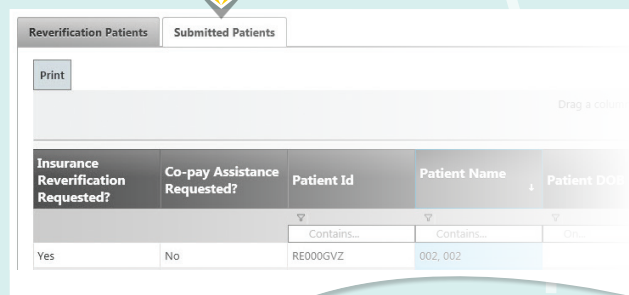 Reverification Patients Submitted Patients
Print
Drag a colu
Insurance Reverification Requested? Co-pay Assistance Requested? Patient Id Patient Name Patient DOB
Contains... Contains... On...
Yes No RE000GVZ 002, 002